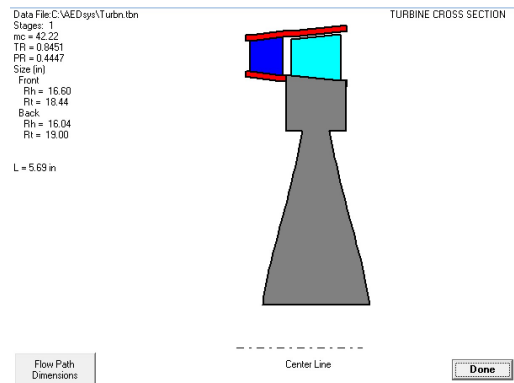 Data File:C:\AEDsys\Turbn.tbn
TURBINE CROSS SECTION
Stages: 1
mc = 42.22
TR = 0.8451
PR = 0.4447
Size (in)
Front
Rh = 16.60
Rt = 18.44
Back
Rh = 16.04
Rt = 19.00
L = 5.69 in
Flow Path
Dimensions
Center Line
Done